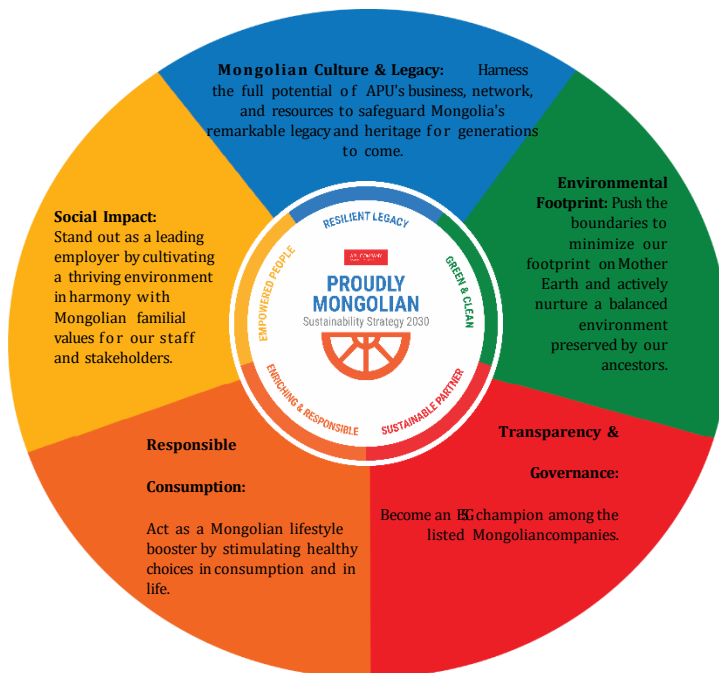 Mongolian Culture & Legacy: Harness
the full potential of APU's business, network,
and resources to safeguard Mongolia's
remarkable legacy and heritage for generations
to come.
Environmental
Footprint: Push the
boundaries to
minimize our
footprint on Mother
Earth and actively
nurture a balanced
environment
preserved by our
ancestors.
Social Impact:
Stand out as a leading
employer by cultivating
a thriving environment
in harmony with
Mongolian familial
values for our staff
and stakeholders.
RESILIENT LEGACY
EMPOWERED PEOPLE
GREEN & CLEAN
APU COMPANY
PROUDLY
MONGOLIAN
Sustainability Strategy 2030
ENRICHING & RESPONSIBLE
SUSTAINABLE PARTNER
Responsible
Consumption:
Act as a Mongolian lifestyle
booster by stimulating healthy
choices in consumption and in
life.
Transparency &
Governance:
Become an ESG champion among the
listed Mongolian companies.